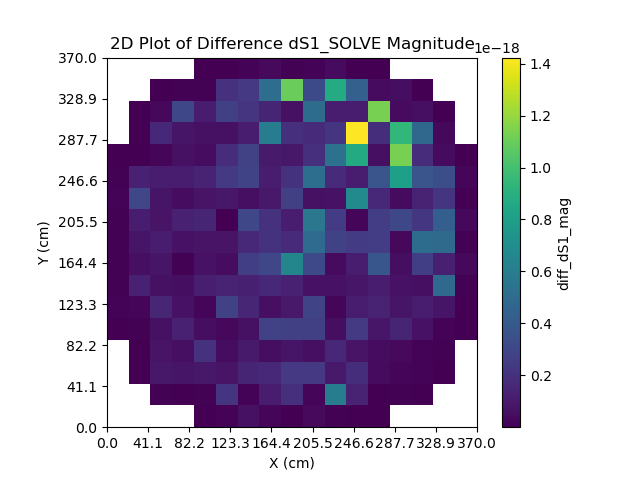 2D Plot of Difference dS1_SOLVE Magnitude
1e−18
370.0
328.9
287.7
246.6
205.5
164.4
123.3
82.2
41.1
0.0
Y (cm)
0.0 41.1 82.2 123.3 164.4 205.5 246.6 287.7 328.9 370.0
X (cm)
1.4
1.2
1.0
0.8
0.6
0.4
0.2
diff_dS1_mag